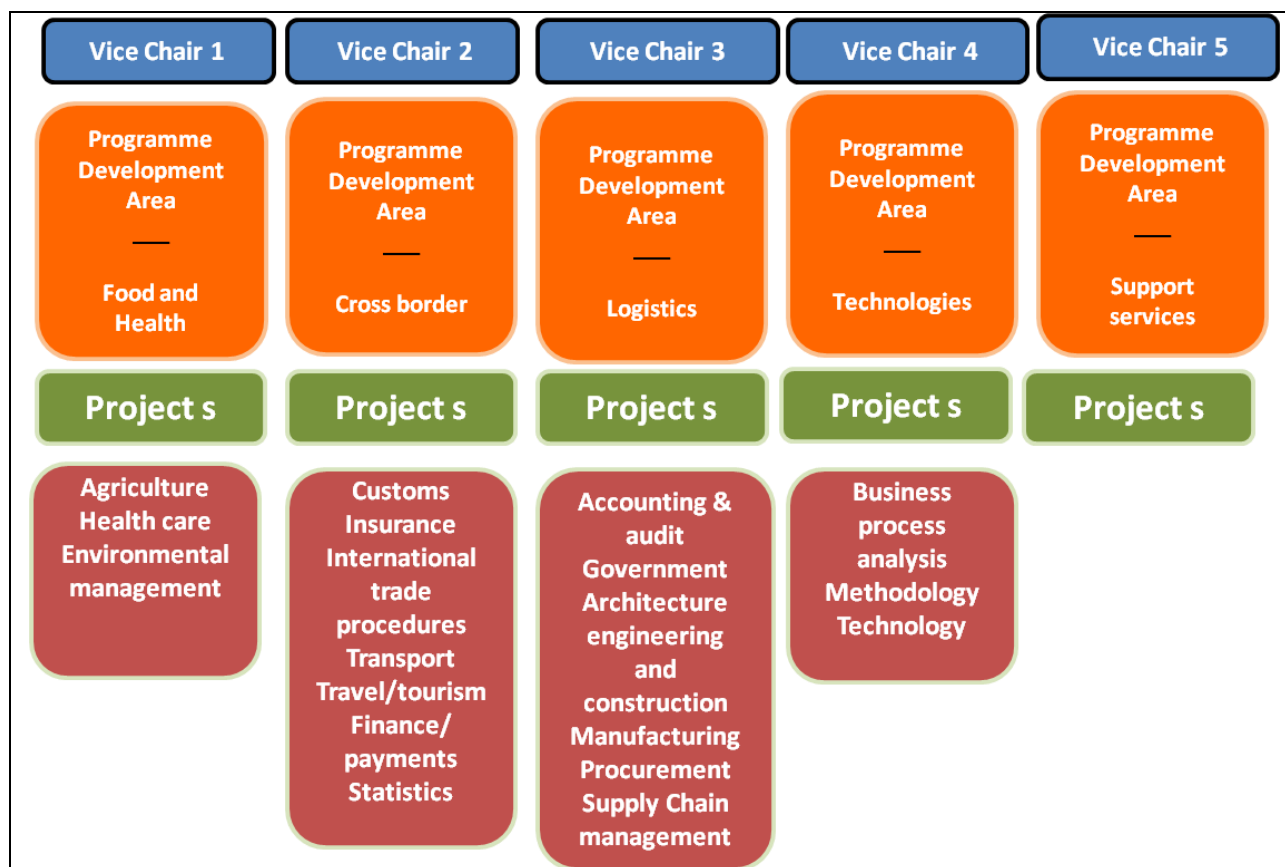 Vice Chair 1
Programme
Development
Area
Food and
Health
Project s
Agriculture
Health care
Environmental
management
Vice Chair 2
Programme
Development
Area
Cross border
Project s
Customs
Insurance
International
trade
procedures
Transport
Travel/tourism
Finance/
payments
Statistics
Vice Chair 3
Programme
Development
Area
Logistics
Project s
Accounting &
audit
Government
Architecture
engineering
and
construction
Manufacturing
Procurement
Supply Chain
management
Vice Chair 4
Programme
Development
Area
Technologies
Project s
Business
process
analysis
Methodology
Technology
Vice Chair 5
Programme
Development
Area
Support
services
Project s